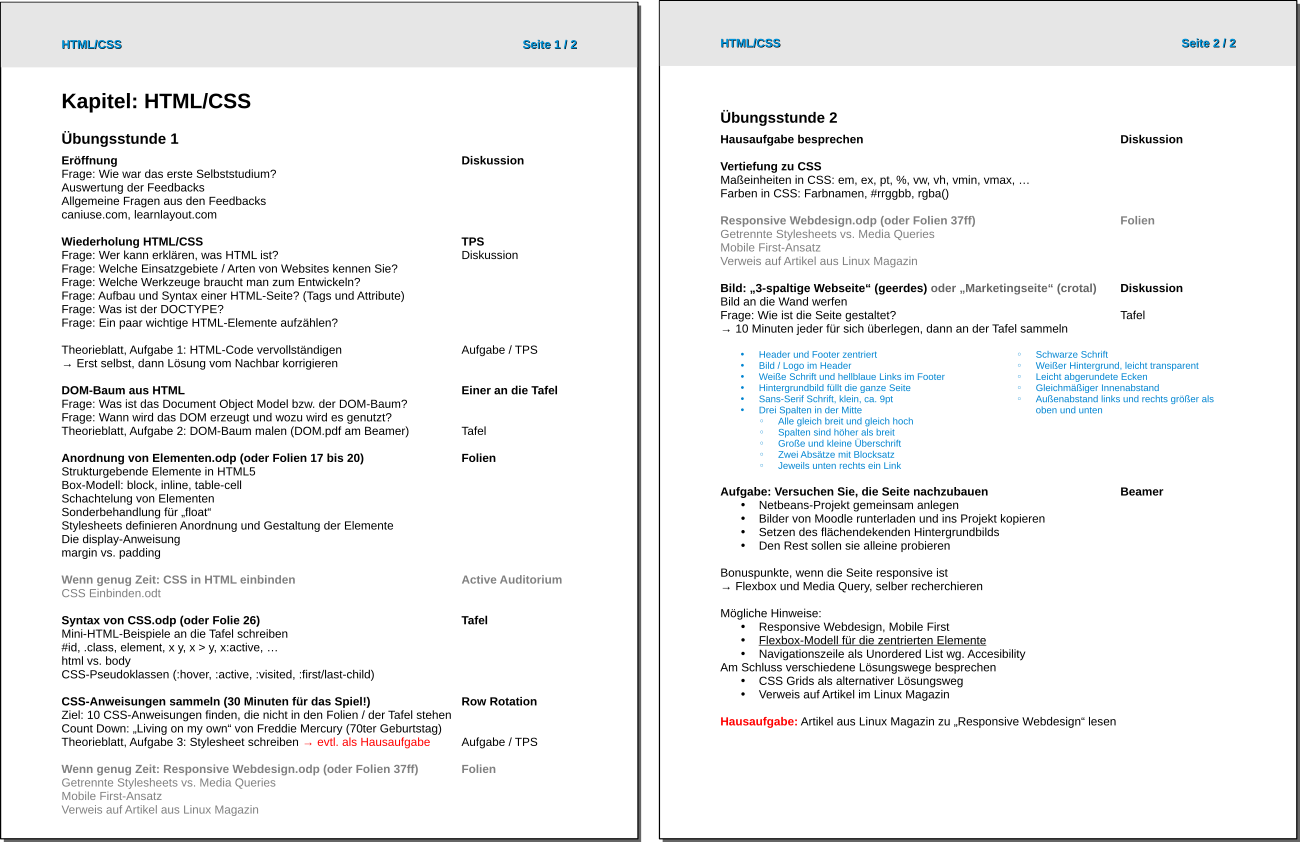 HTML/CSS Seite 1 / 2
Kapitel: HTML/CSS
Übungsstunde 1
Eröffnung Diskussion
Frage: Wie war das erste Selbststudium?
Auswertung der Feedbacks
Allgemeine Fragen aus den Feedbacks
caniuse.com, learnlayout.com
Wiederholung HTML/CSS TPS
Frage: Wer kann erklären, was HTML ist? Diskussion
Frage: Welche Einsatzgebiete / Arten von Websites kennen Sie?
Frage: Welche Werkzeuge braucht man zum Entwickeln?
Frage: Aufbau und Syntax einer HTML-Seite? (Tags und Attribute)
Frage: Was ist der DOCTYPE?
Frage: Ein paar wichtige HTML-Elemente aufzählen?
Theorieblatt, Aufgabe 1: HTML-Code vervollständigen Aufgabe / TPS
→ Erst selbst, dann Lösung vom Nachbar korrigieren
DOM-Baum aus HTML Einer an die Tafel
Frage: Was ist das Document Object Model bzw. der DOM-Baum?
Frage: Wann wird das DOM erzeugt und wozu wird es genutzt?
Theorieblatt, Aufgabe 2: DOM-Baum malen (DOM.pdf am Beamer) Tafel
Anordnung von Elementen.odp (oder Folien 17 bis 20) Folien
Strukturgebende Elemente in HTML5
Box-Modell: block, inline, table-cell
Schachtelung von Elementen
Sonderbehandlung für „float“
Stylesheets definieren Anordnung und Gestaltung der Elemente
Die display-Anweisung
margin vs. padding
Wenn genug Zeit: CSS in HTML einbinden Active Auditorium
CSS Einbinden.odt
Syntax von CSS.odp (oder Folie 26) Tafel
Mini-HTML-Beispiele an die Tafel schreiben
#id, .class, element, x y, x > y, x:active, …
html vs. body
CSS-Pseudoklassen (:hover, :active, :visited, :first/last-child)
CSS-Anweisungen sammeln (30 Minuten für das Spiel!) Row Rotation
Ziel: 10 CSS-Anweisungen finden, die nicht in den Folien / der Tafel stehen
Count Down: „Living on my own“ von Freddie Mercury (70ter Geburtstag)
Theorieblatt, Aufgabe 3: Stylesheet schreiben → evtl. als Hausaufgabe Aufgabe / TPS
Wenn genug Zeit: Responsive Webdesign.odp (oder Folien 37ff) Folien
Getrennte Stylesheets vs. Media Queries
Mobile First-Ansatz
Verweis auf Artikel aus Linux Magazin
HTML/CSS Seite 2 / 2
Übungsstunde 2
Hausaufgabe besprechen Diskussion
Vertiefung zu CSS
Maßeinheiten in CSS: em, ex, pt, %, vw, vh, vmin, vmax, …
Farben in CSS: Farbnamen, #rrggbb, rgba()
Responsive Webdesign.odp (oder Folien 37ff) Folien
Getrennte Stylesheets vs. Media Queries
Mobile First-Ansatz
Verweis auf Artikel aus Linux Magazin
Bild: „3-spaltige Webseite“ (geerdes) oder „Marketingseite“ (crotal) Diskussion
Bild an die Wand werfen
Frage: Wie ist die Seite gestaltet? Tafel
→ 10 Minuten jeder für sich überlegen, dann an der Tafel sammeln
• Header und Footer zentriert
• Bild / Logo im Header
• Weiße Schrift und hellblaue Links im Footer
• Hintergrundbild füllt die ganze Seite
• Sans-Serif Schrift, klein, ca. 9pt
• Drei Spalten in der Mitte
◦ Alle gleich breit und gleich hoch
◦ Spalten sind höher als breit
◦ Große und kleine Überschrift
◦ Zwei Absätze mit Blocksatz
◦ Jeweils unten rechts ein Link
◦ Schwarze Schrift
◦ Weißer Hintergrund, leicht transparent
◦ Leicht abgerundete Ecken
◦ Gleichmäßiger Innenabstand
◦ Außenabstand links und rechts größer als
oben und unten
Aufgabe: Versuchen Sie, die Seite nachzubauen Beamer
• Netbeans-Projekt gemeinsam anlegen
• Bilder von Moodle runterladen und ins Projekt kopieren
• Setzen des flächendekenden Hintergrundbilds
• Den Rest sollen sie alleine probieren
Bonuspunkte, wenn die Seite responsive ist
→ Flexbox und Media Query, selber recherchieren
Mögliche Hinweise:
• Responsive Webdesign, Mobile First
• Flexbox-Modell für die zentrierten Elemente
• Navigationszeile als Unordered List wg. Accesibility
Am Schluss verschiedene Lösungswege besprechen
• CSS Grids als alternativer Lösungsweg
• Verweis auf Artikel im Linux Magazin
Hausaufgabe: Artikel aus Linux Magazin zu „Responsive Webdesign“ lesen